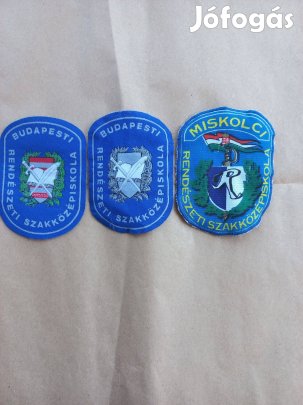 Jófogás
BUDAPESTI
RENDÉSZETI SZAKKÖZÉPISKOLA
BUDAPESTI
RENDÉSZETI SZAKKÖZÉPISKOLA
MISKOLCI
RENDÉSZETI SZAKKÖZÉPISKOLA
R